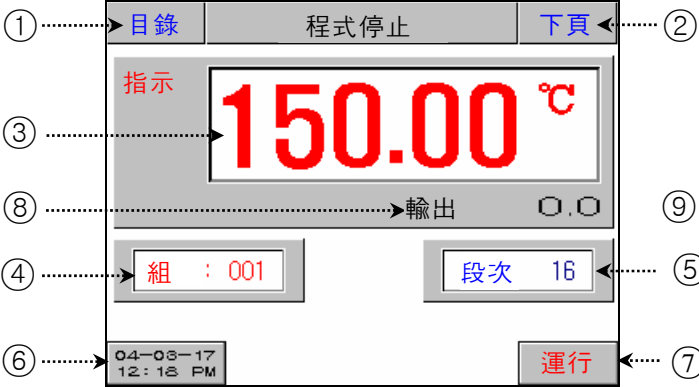 ① 目錄 程式停止 下頁 ②
指示
③ 150.00 ℃
⑧ 輸出 0.0 ⑨
④ 組 : 001 段次 16 ⑤
⑥ 04-03-17
12:18 PM
運行 ⑦